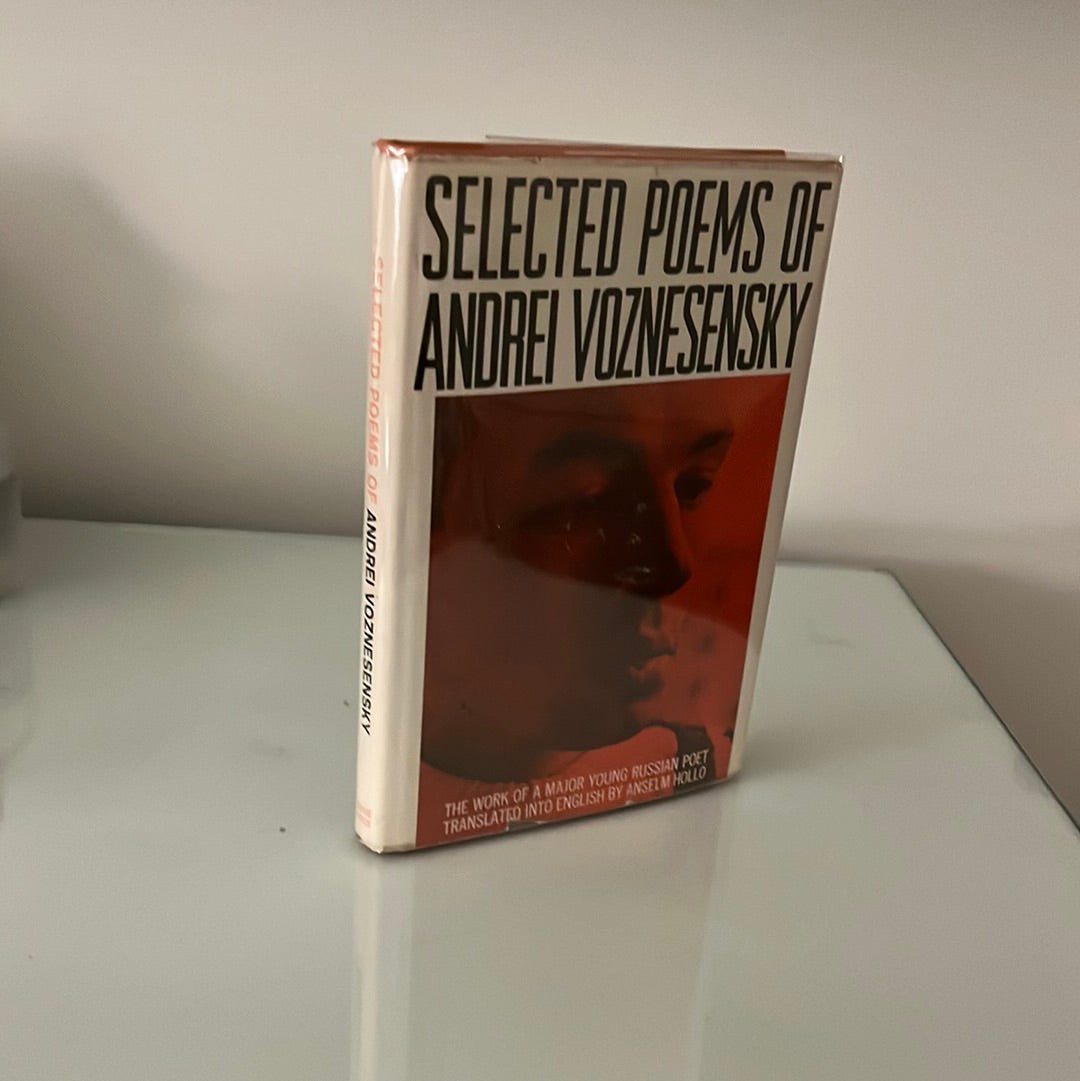 SELECTED POEMS OF
ANDREI VOZNESENSKY
THE WORK OF A MAJOR YOUNG RUSSIAN POET
TRANSLATED INTO ENGLISH BY ANSELM HOLLO
SELECTED POEMS OF ANDREI VOZNESENSKY